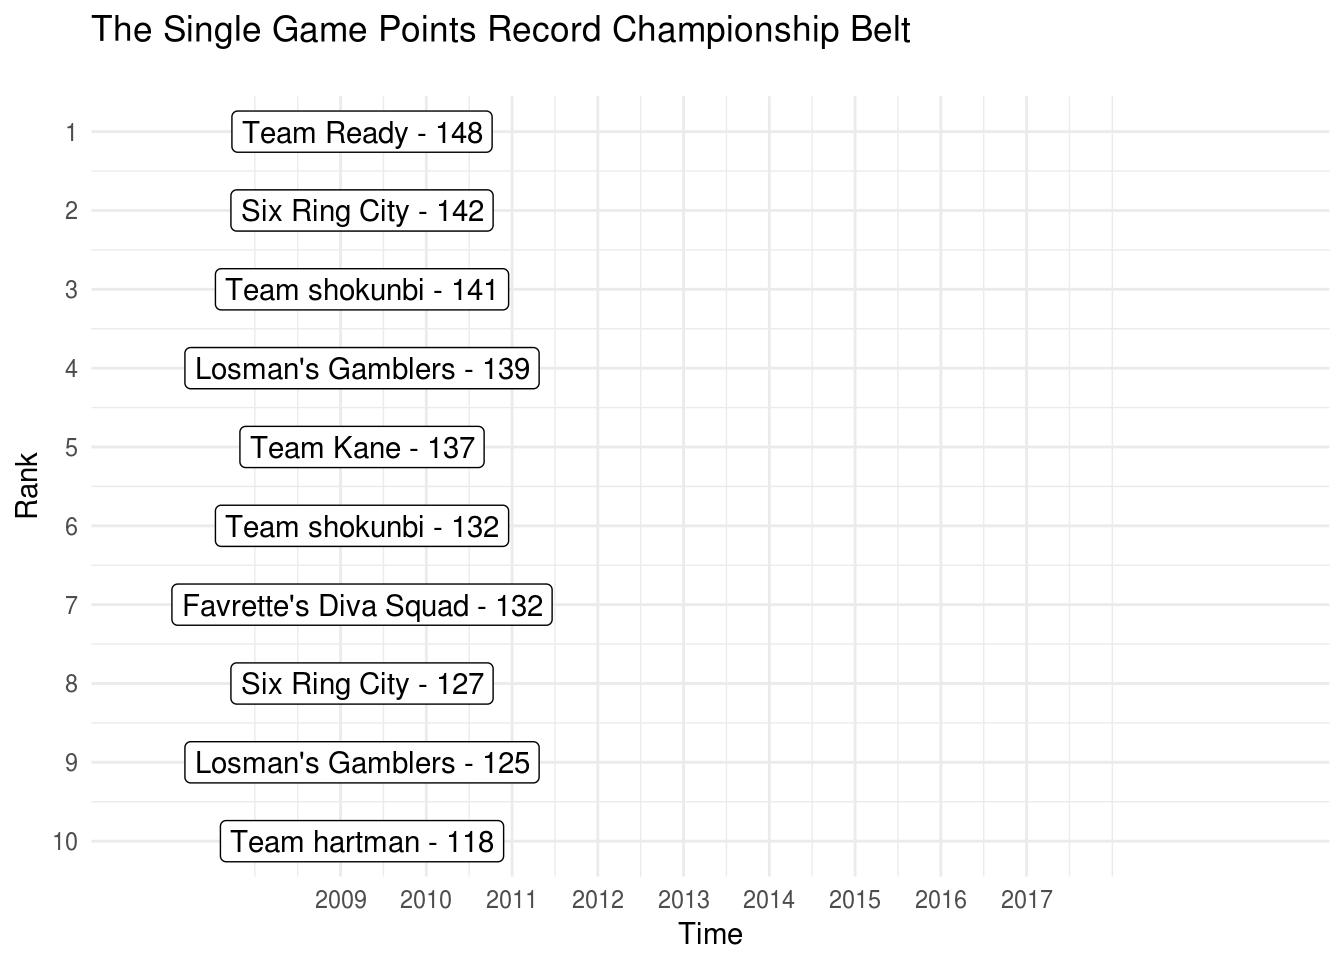 The Single Game Points Record Championship Belt
1
Team Ready - 148
2
Six Ring City - 142
3
Team shokunbi - 141
4
Losman's Gamblers - 139
5
Team Kane - 137
Rank
6
Team shokunbi - 132
7
Favrette's Diva Squad - 132
8
Six Ring City - 127
9
Losman's Gamblers - 125
10
Team hartman - 118
2009 2010 2011 2012 2013 2014 2015 2016 2017
Time